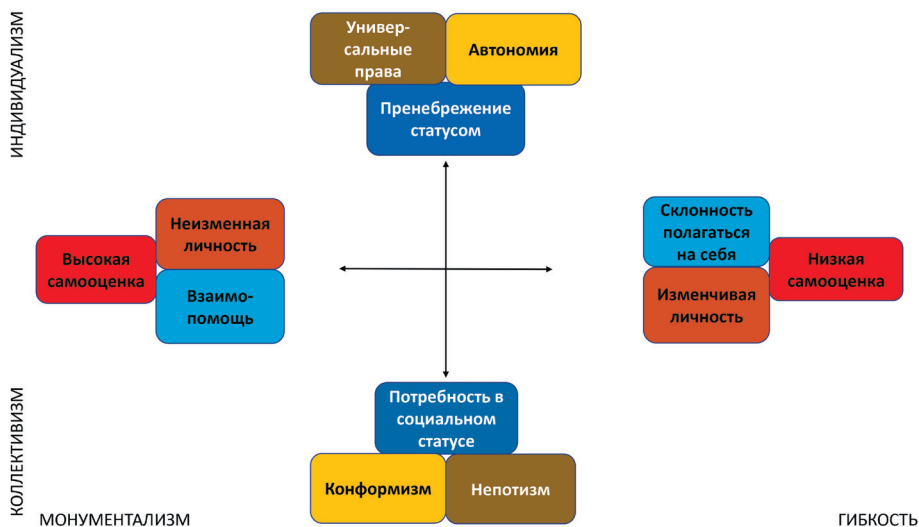 ИНДИВИДУАЛИЗМ
Универ-
сальные
права
Автономия
Пренебрежение
статусом
Неизменная
личность
Высокая
самооценка
Взаимо-
помощь
Склонность
полагаться
на себя
Низкая
самооценка
Изменчивая
личность
КОЛЛЕКТИВИЗМ
Потребность в
социальном
статусе
Конформизм
Непотизм
МОНУМЕНТАЛИЗМ
ГИБКОСТЬ